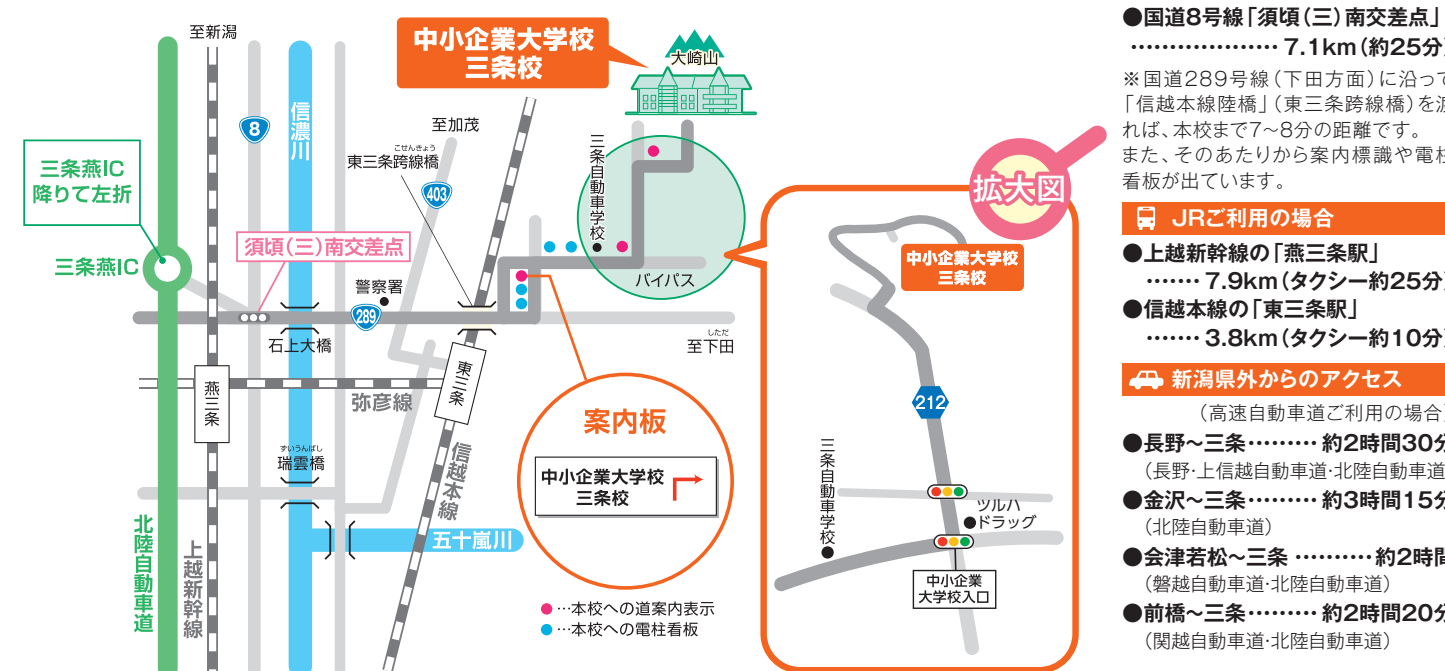 至新潟
8
信濃川
中小企業大学校
三条校
大崎山
三条燕IC
降りて左折
三条燕IC
須頃(三)南交差点
至加茂
こせんきょう
東三条跨線橋
403
三条自動車学校
バイパス
警察署
289
石上大橋
しただ
至下田
燕三条
弥彦線
東三条
ずいうんばし
瑞雲橋
信越本線
五十嵐川
北陸自動車道
上越新幹線
案内板
中小企業大学校
三条校
●…本校への道案内表示
●…本校への電柱看板
拡大図
中小企業大学校
三条校
212
三条自動車学校
ツルハ
ドラッグ
中小企業
大学校入口
●国道8号線「須頃(三)南交差点」
………………… 7.1km(約25分)
※国道289号線(下田方面)に沿って
「信越本線陸橋」(東三条跨線橋)を渡
れば、本校まで7〜8分の距離です。
また、そのあたりから案内標識や電柱
看板が出ています。
JRご利用の場合
●上越新幹線の「燕三条駅」
……. 7.9km(タクシー約25分)
●信越本線の「東三条駅」
……. 3.8km(タクシー約10分)
新潟県外からのアクセス
(高速自動車道ご利用の場合)
●長野〜三条……… 約2時間30分
(長野・上信越自動車道・北陸自動車道
●金沢〜三条……… 約3時間15分
(北陸自動車道)
●会津若松〜三条 ……….約2時間
(磐越自動車道・北陸自動車道)
●前橋〜三条……… 約2時間20分
(関越自動車道・北陸自動車道)